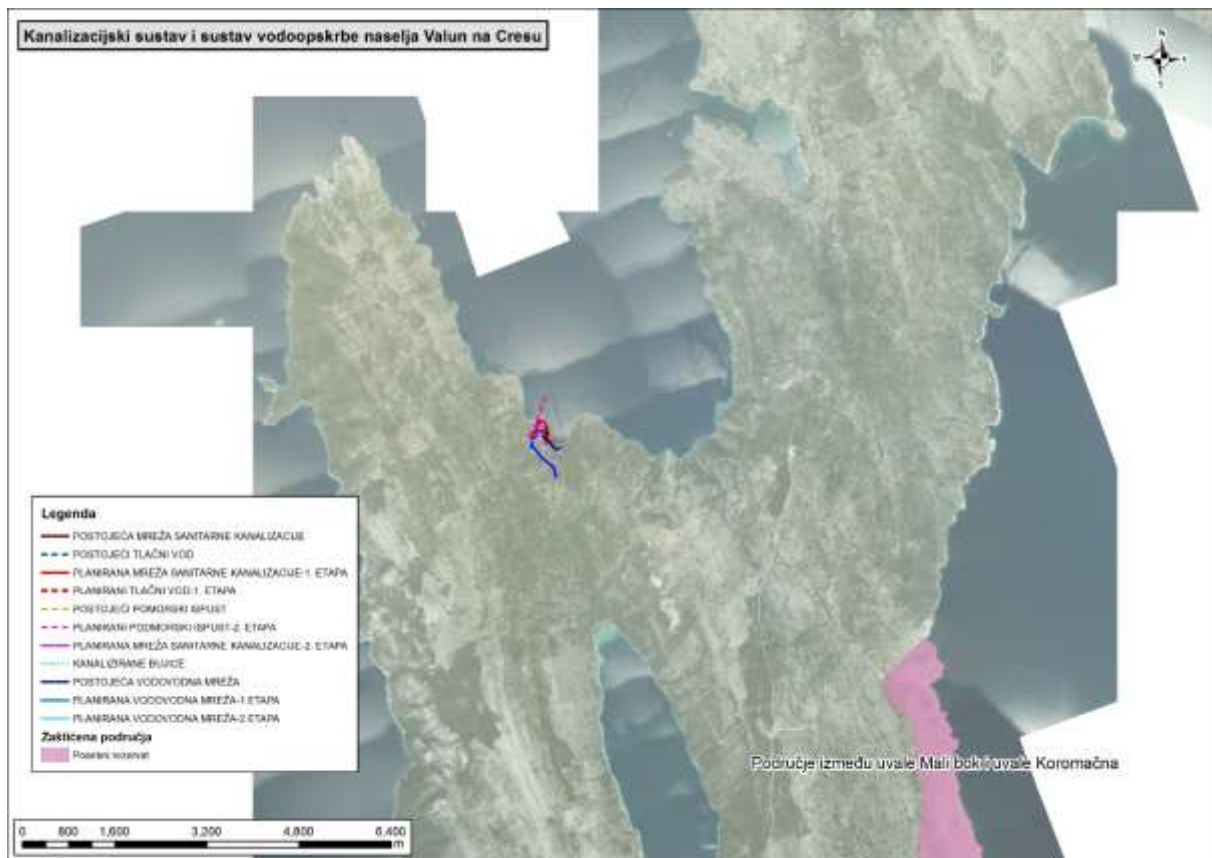 Kanalizacijski sustav i sustav vodoopskrbe naselja Valun na Cresu
N
S
Legenda
POSTOJEĆA MREŽA SANITARNE KANALIZACIJE
POSTOJEĆI TLAČNI VOD
PLANIRANA MREŽA SANITARNE KANALIZACIJE-1. ETAPA
PLANIRANI TLAČNI VOD-1. ETAPA
POSTOJEĆI POMORSKI ISPUST
PLANIRANI PODMORSKI ISPUST-2. ETAPA
PLANIRANA MREŽA SANITARNE KANALIZACIJE-2. ETAPA
KANALIZIRANE BUJICE
POSTOJEĆA VODOVODNA MREŽA
PLANIRANA VODOVODNA MREŽA-1.ETAPA
PLANIRANA VODOVODNA MREŽA-2.ETAPA
Zaštićena područja
Posebni rezervat
Područje između uvale Mali bok i uvale Koromačna
0 800 1,600 3,200 4,800 6,400
m